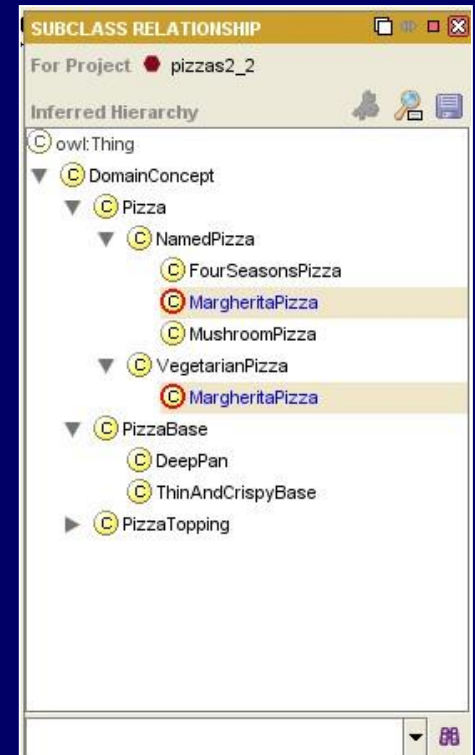 SUBCLASS RELATIONSHIP
For Project pizzas2_2
Inferred Hierarchy
C owl:Thing
C DomainConcept
C Pizza
C NamedPizza
C FourSeasonsPizza
C MargheritaPizza
C MushroomPizza
C VegetarianPizza
C MargheritaPizza
C PizzaBase
C DeepPan
C ThinAndCrispyBase
C PizzaTopping